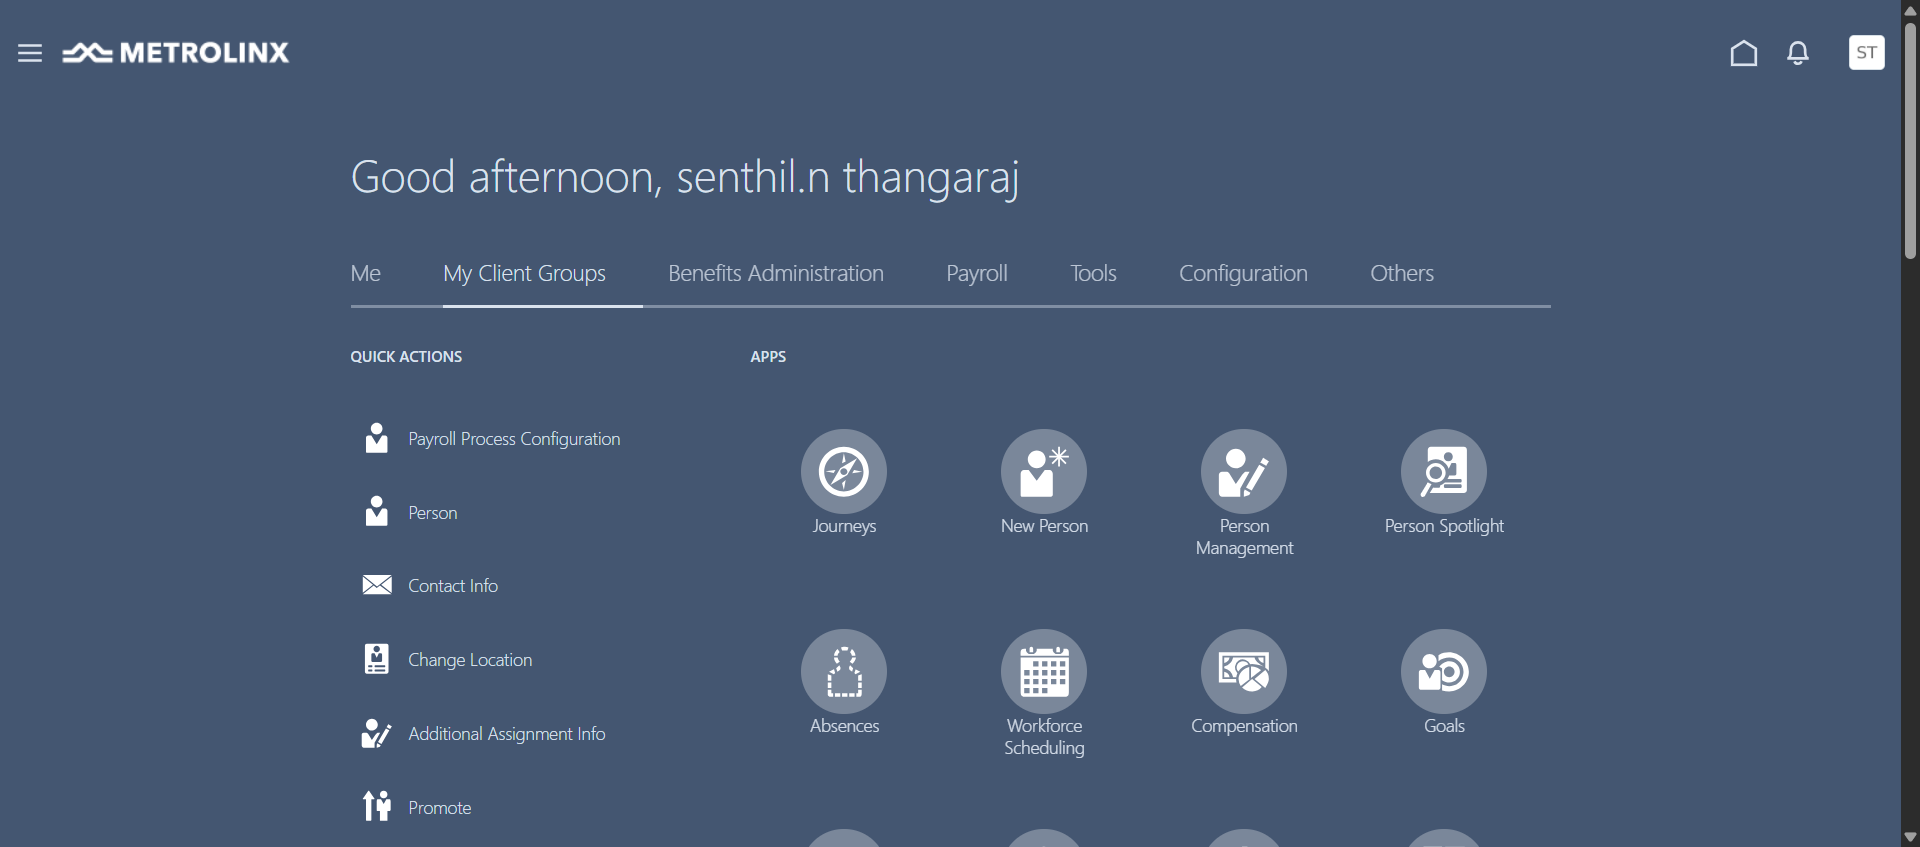 METROLINX
ST
Good afternoon, senthil.n thangaraj
Me
My Client Groups
Benefits Administration
Payroll
Tools
Configuration
Others
QUICK ACTIONS
Payroll Process Configuration
Person
Contact Info
Change Location
Additional Assignment Info
Promote
APPS
Journeys
New Person
Person
Management
Person Spotlight
Absences
Workforce
Scheduling
Compensation
Goals